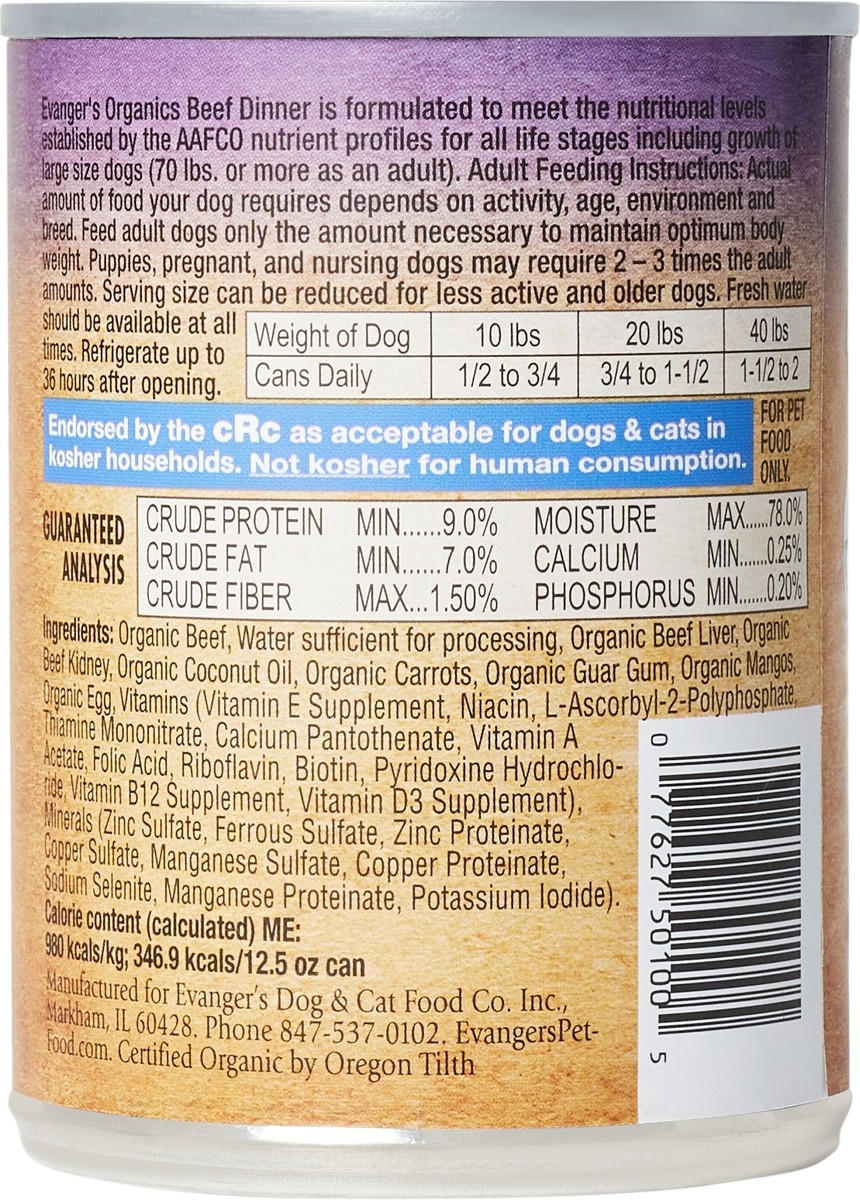 Evanger's Organics Beef Dinner is formulated to meet the nutritional levels
established by the AAFCO nutrient profiles for all life stages including growth of
large size dogs (70 lbs. or more as an adult). Adult Feeding Instructions: Actual
amount of food your dog requires depends on activity, age, environment and
breed. Feed adult dogs only the amount necessary to maintain optimum body
weight. Puppies, pregnant, and nursing dogs may require 2 – 3 times the adult
amounts. Serving size can be reduced for less active and older dogs. Fresh water
should be available at all
times. Refrigerate up to
36 hours after opening.
Weight of Dog 10 lbs 20 lbs 40 lbs
Cans Daily 1/2 to 3/4 3/4 to 1-1/2 1-1/2 to 2
Endorsed by the cRc as acceptable for dogs & cats in
kosher households. Not kosher for human consumption.
FOR PET
FOOD
ONLY.
GUARANTEED
ANALYSIS
CRUDE PROTEIN MIN......9.0% MOISTURE MAX......78.0%
CRUDE FAT MIN......7.0% CALCIUM MIN.......0.25%
CRUDE FIBER MAX...1.50% PHOSPHORUS MIN.......0.20%
Ingredients: Organic Beef, Water sufficient for processing, Organic Beef Liver, Organic
Beef Kidney, Organic Coconut Oil, Organic Carrots, Organic Guar Gum, Organic Mangos,
Organic Egg, Vitamins (Vitamin E Supplement, Niacin, L-Ascorbyl-2-Polyphosphate,
Thiamine Mononitrate, Calcium Pantothenate, Vitamin A
Acetate, Folic Acid, Riboflavin, Biotin, Pyridoxine Hydrochlo-
ride, Vitamin B12 Supplement, Vitamin D3 Supplement),
Minerals (Zinc Sulfate, Ferrous Sulfate, Zinc Proteinate,
Copper Sulfate, Manganese Sulfate, Copper Proteinate,
Sodium Selenite, Manganese Proteinate, Potassium Iodide).
Calorie content (calculated) ME:
980 kcals/kg; 346.9 kcals/12.5 oz can
Manufactured for Evanger's Dog & Cat Food Co. Inc.,
Markham, IL 60428. Phone 847-537-0102. EvangersPet-
Food.com. Certified Organic by Oregon Tilth
0 77627 50100 5